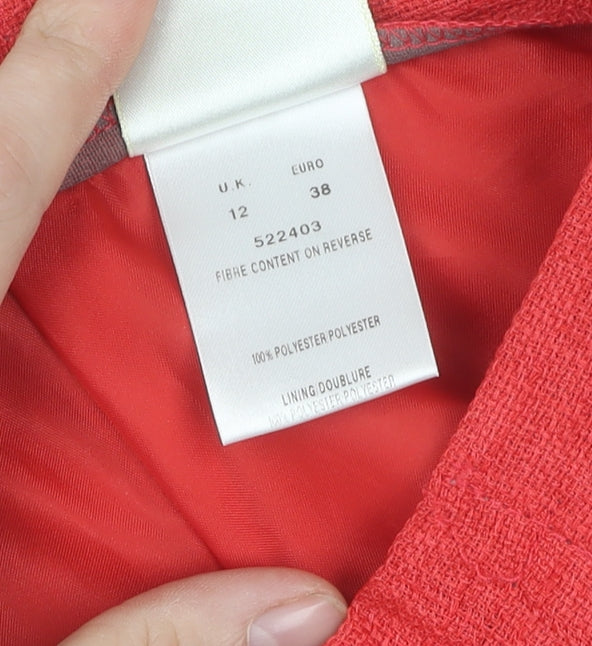 U.K. EURO
12 38
522403
FIBRE CONTENT ON REVERSE
100% POLYESTER/POLYESTER
LINING/DOUBLURE
100% POLYESTER POLYESTER